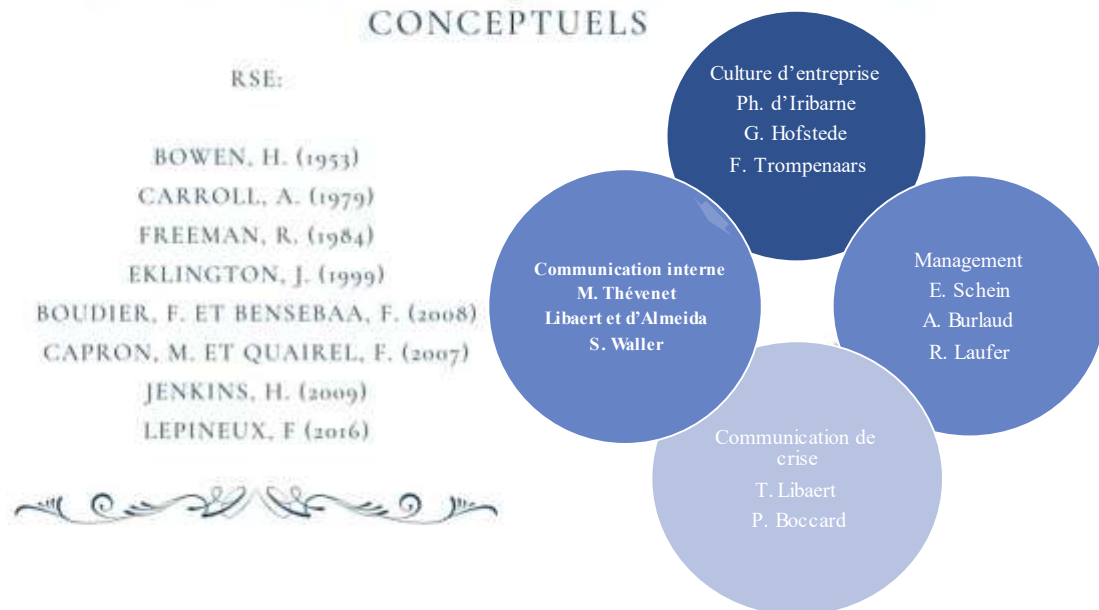 CONCEPTUELS
RSE:
BOWEN, H. (1953)
CARROLL, A. (1979)
FREEMAN, R. (1984)
EKLINGTON, J. (1999)
BOUDIER, F. ET BENSEBAA, F. (2008)
CAPRON, M. ET QUAIREL, F. (2007)
JENKINS, H. (2009)
LEPINEUX, F (2016)
Culture d'entreprise
Ph. d'Iribarne
G. Hofstede
F. Trompenaars
Communication interne
M. Thévenet
Libaert et d'Almeida
S. Waller
Management
E. Schein
A. Burlaud
R. Laufer
Communication de
crise
T. Libaert
P. Boccard